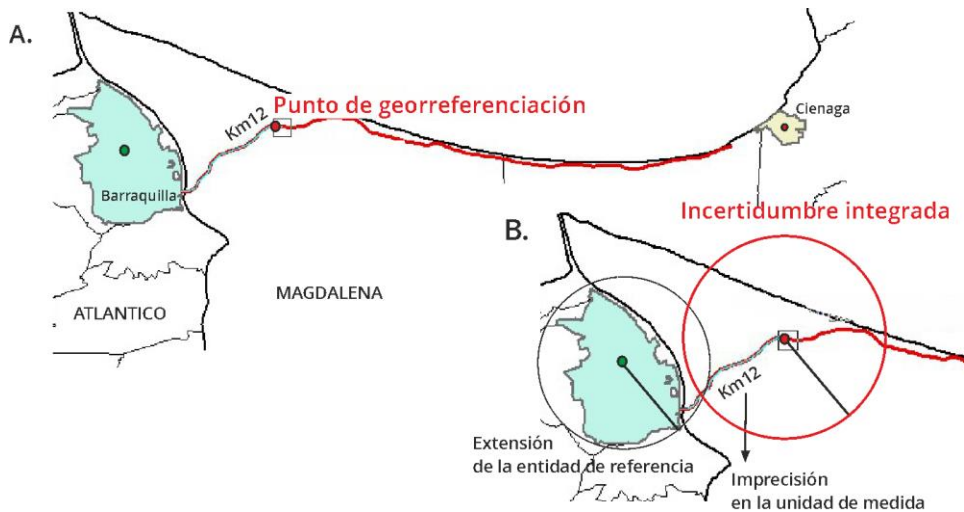 A.
Km12
Punto de georreferenciación
Cienaga
Barraquilla
ATLANTICO
MAGDALENA
Incertidumbre integrada
B.
Km12
Extensión
de la entidad de referencia
Imprecisión
en la unidad de medida